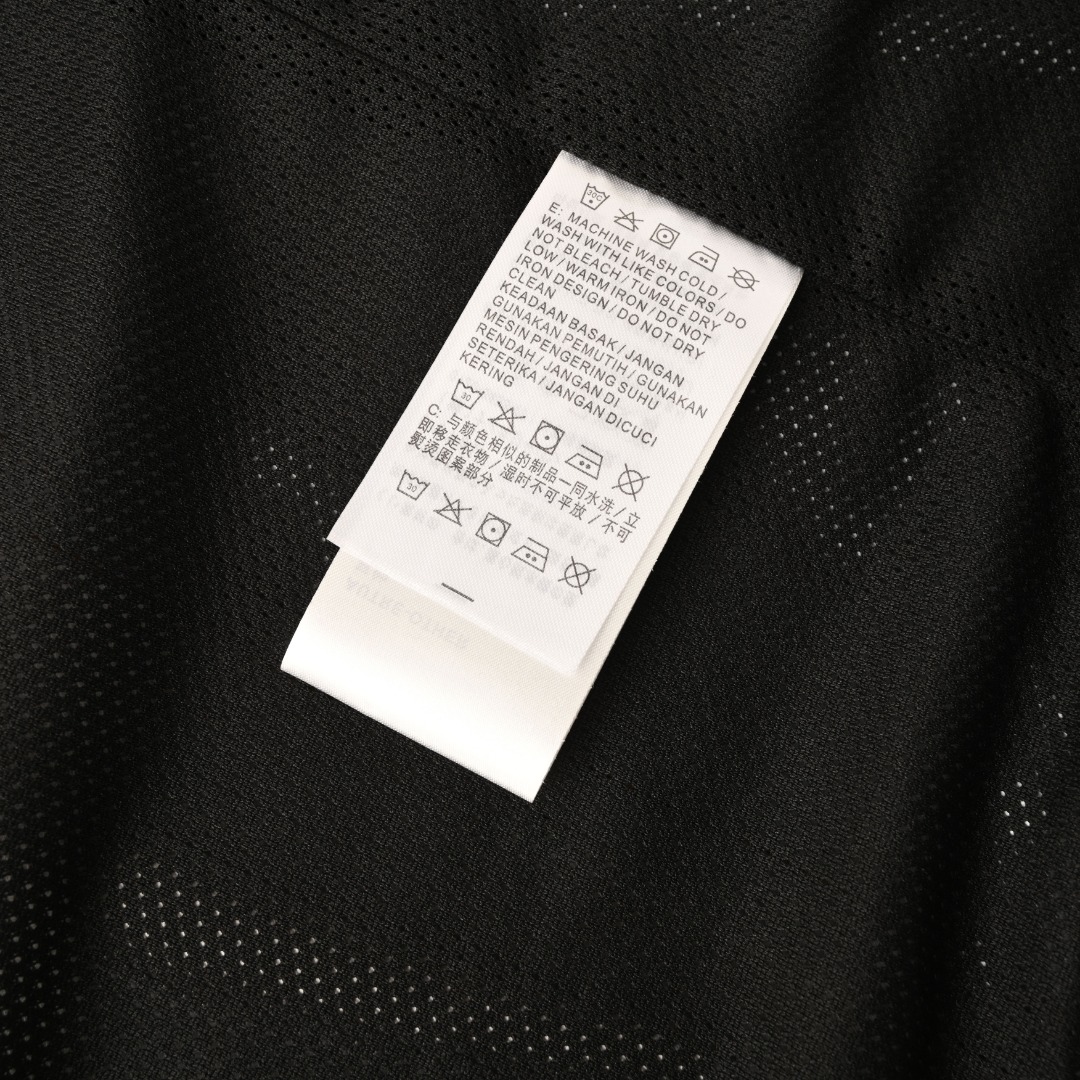 30C
E: MACHINE WASH COLD /
WASH WITH LIKE COLORS / DO
NOT BLEACH / TUMBLE DRY
LOW / WARM IRON / DO NOT
IRON DESIGN / DO NOT DRY
CLEAN
KEADAAN BASAK / JANGAN
GUNAKAN PEMUTIH / GUNAKAN
MESIN PENGERING SUHU
RENDAH / JANGAN DI
SETERIKA / JANGAN DICUCI
KERING
30
C: 与颜色相似的制品一同水洗 / 立
即移走衣物 / 湿时不可平放 / 不可
熨烫图案部分
30